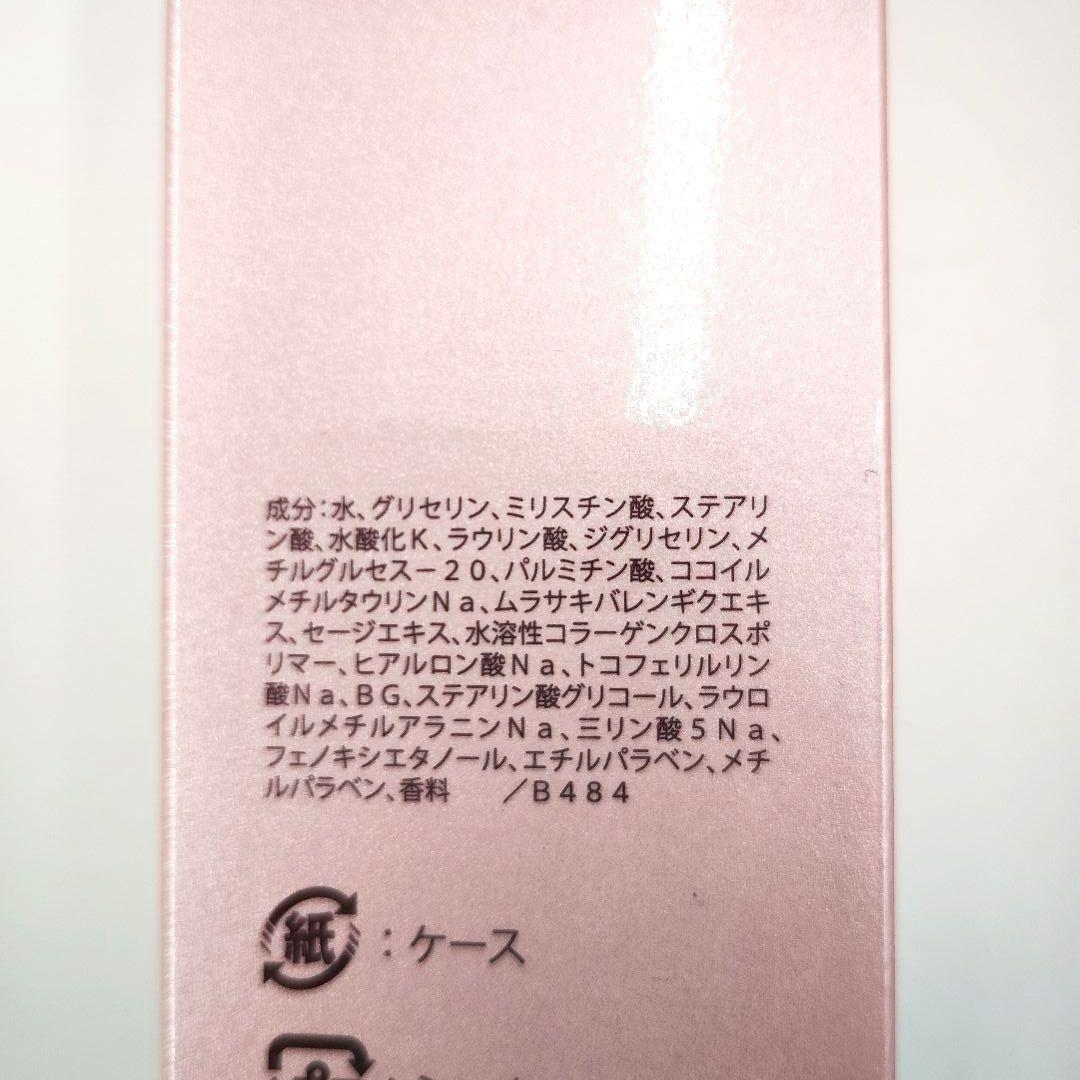 成分:水、グリセリン、ミリスチン酸、ステアリ
ン酸、水酸化K、ラウリン酸、ジグリセリン、メ
チルグルセス-20、パルミチン酸、ココイル
メチルタウリンNa、ムラサキバレンギクエキ
ス、セージエキス、水溶性コラーゲンクロスポ
リマー、ヒアルロン酸Na、トコフェリルリン
酸Na、BG、ステアリン酸グリコール、ラウロ
イルメチルアラニンNa、三リン酸5Na、
フェノキシエタノール、エチルパラベン、メチ
ルパラベン、香料 /B484
紙:ケース